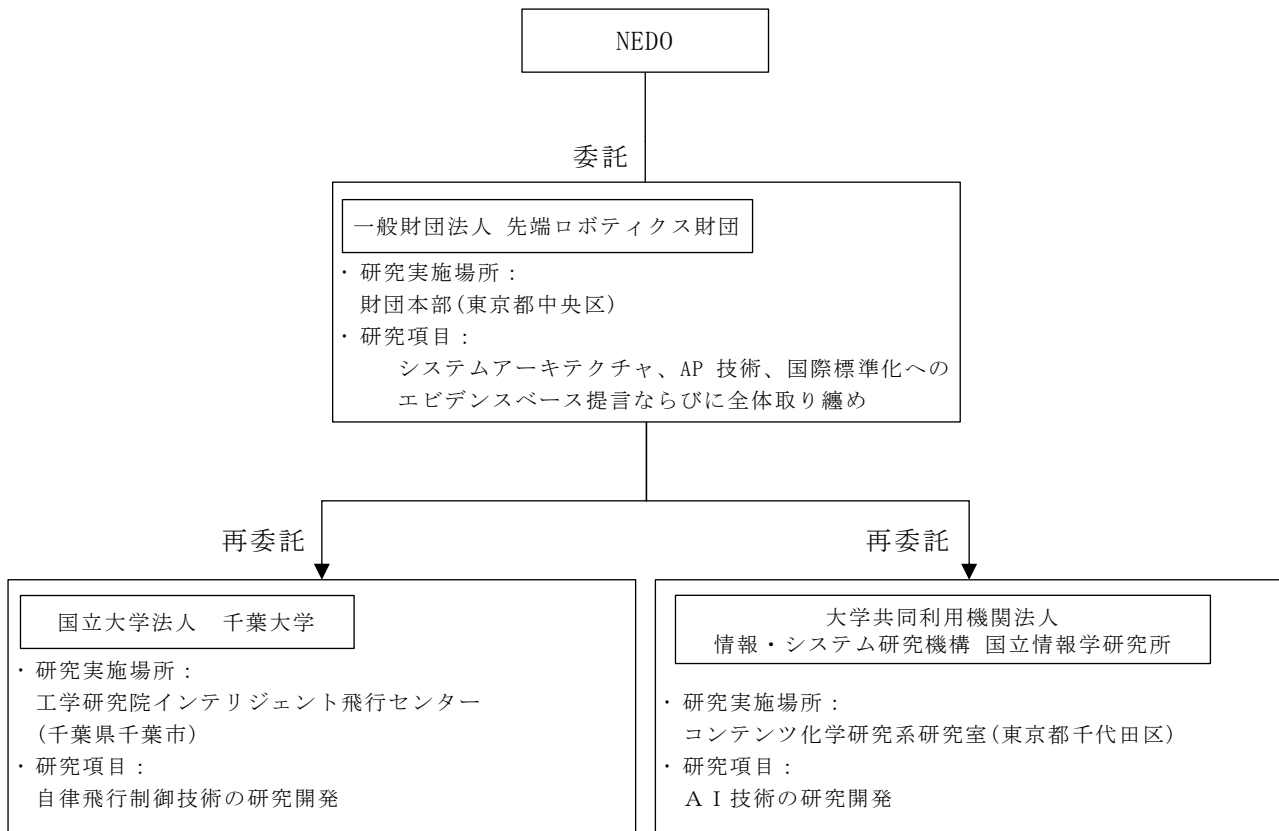 NEDO
委託
一般財団法人 先端ロボティクス財団
・研究実施場所：
財団本部(東京都中央区)
・研究項目：
システムアーキテクチャ、AP 技術、国際標準化への
エビデンスベース提言ならびに全体取り纏め
再委託
再委託
国立大学法人　千葉大学
・研究実施場所：
工学研究院インテリジェント飛行センター
(千葉県千葉市)
・研究項目：
自律飛行制御技術の研究開発
大学共同利用機関法人
情報・システム研究機構 国立情報学研究所
・研究実施場所：
コンテンツ化学研究系研究室(東京都千代田区)
・研究項目：
ＡＩ技術の研究開発